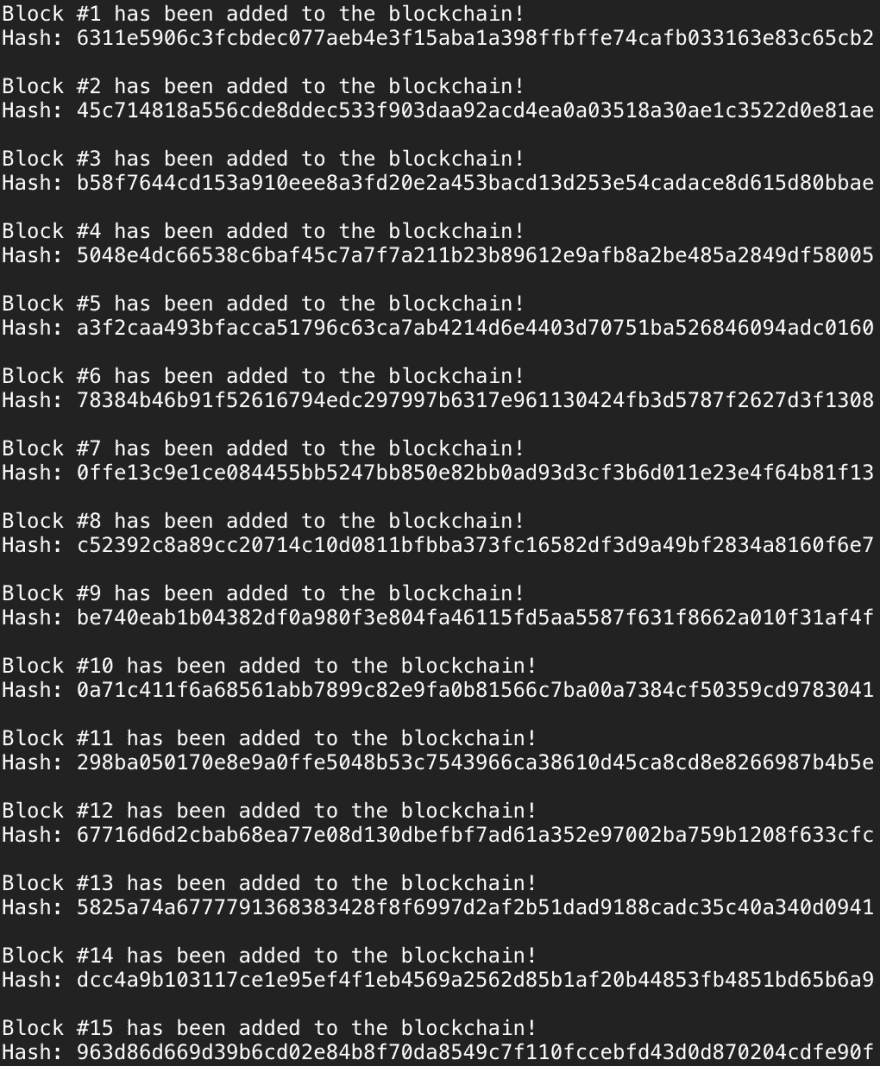 Block #1 has been added to the blockchain!
Hash: 6311e5906c3fcbdec077aeb4e3f15aba1a398ffbffe74cafb033163e83c65cb2
Block #2 has been added to the blockchain!
Hash: 45c714818a556cde8ddec533f903daa92acd4ea0a03518a30ae1c3522d0e81ae
Block #3 has been added to the blockchain!
Hash: b58f7644cd153a910eee8a3fd20e2a453bacd13d253e54cadace8d615d80bbae
Block #4 has been added to the blockchain!
Hash: 5048e4dc66538c6baf45c7a7f7a211b23b89612e9afb8a2be485a2849df58005
Block #5 has been added to the blockchain!
Hash: a3f2caa493bfacca51796c63ca7ab4214d6e4403d70751ba526846094adc0160
Block #6 has been added to the blockchain!
Hash: 78384b46b91f52616794edc297997b6317e961130424fb3d5787f2627d3f1308
Block #7 has been added to the blockchain!
Hash: 0ffe13c9e1ce084455bb5247bb850e82bb0ad93d3cf3b6d011e23e4f64b81f13
Block #8 has been added to the blockchain!
Hash: c52392c8a89cc20714c10d0811bfbba373fc16582df3d9a49bf2834a8160f6e7
Block #9 has been added to the blockchain!
Hash: be740eab1b04382df0a980f3e804fa46115fd5aa5587f631f8662a010f31af4f
Block #10 has been added to the blockchain!
Hash: 0a71c411f6a68561abb7899c82e9fa0b81566c7ba00a7384cf50359cd9783041
Block #11 has been added to the blockchain!
Hash: 298ba050170e8e9a0ffe5048b53c7543966ca38610d45ca8cd8e8266987b4b5e
Block #12 has been added to the blockchain!
Hash: 67716d6d2cbab68ea77e08d130dbefbf7ad61a352e97002ba759b1208f633cfc
Block #13 has been added to the blockchain!
Hash: 5825a74a6777791368383428f8f6997d2af2b51dad9188cadc35c40a340d0941
Block #14 has been added to the blockchain!
Hash: dcc4a9b103117ce1e95ef4f1eb4569a2562d85b1af20b44853fb4851bd65b6a9
Block #15 has been added to the blockchain!
Hash: 963d86d669d39b6cd02e84b8f70da8549c7f110fccebfd43d0d870204cdfe90f